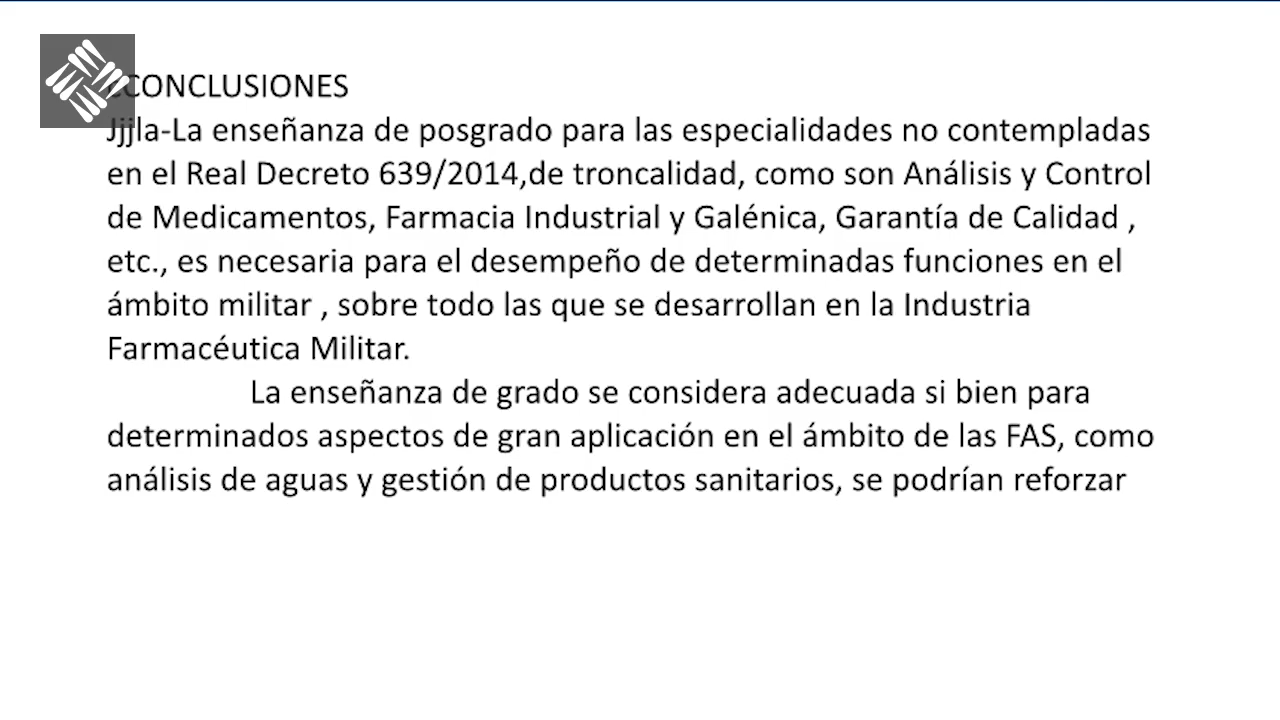 cCONCLUSIONES
Jjjla-La enseñanza de posgrado para las especialidades no contempladas
en el Real Decreto 639/2014,de troncalidad, como son Análisis y Control
de Medicamentos, Farmacia Industrial y Galénica, Garantía de Calidad ,
etc., es necesaria para el desempeño de determinadas funciones en el
ámbito militar , sobre todo las que se desarrollan en la Industria
Farmacéutica Militar.
La enseñanza de grado se considera adecuada si bien para
determinados aspectos de gran aplicación en el ámbito de las FAS, como
análisis de aguas y gestión de productos sanitarios, se podrían reforzar